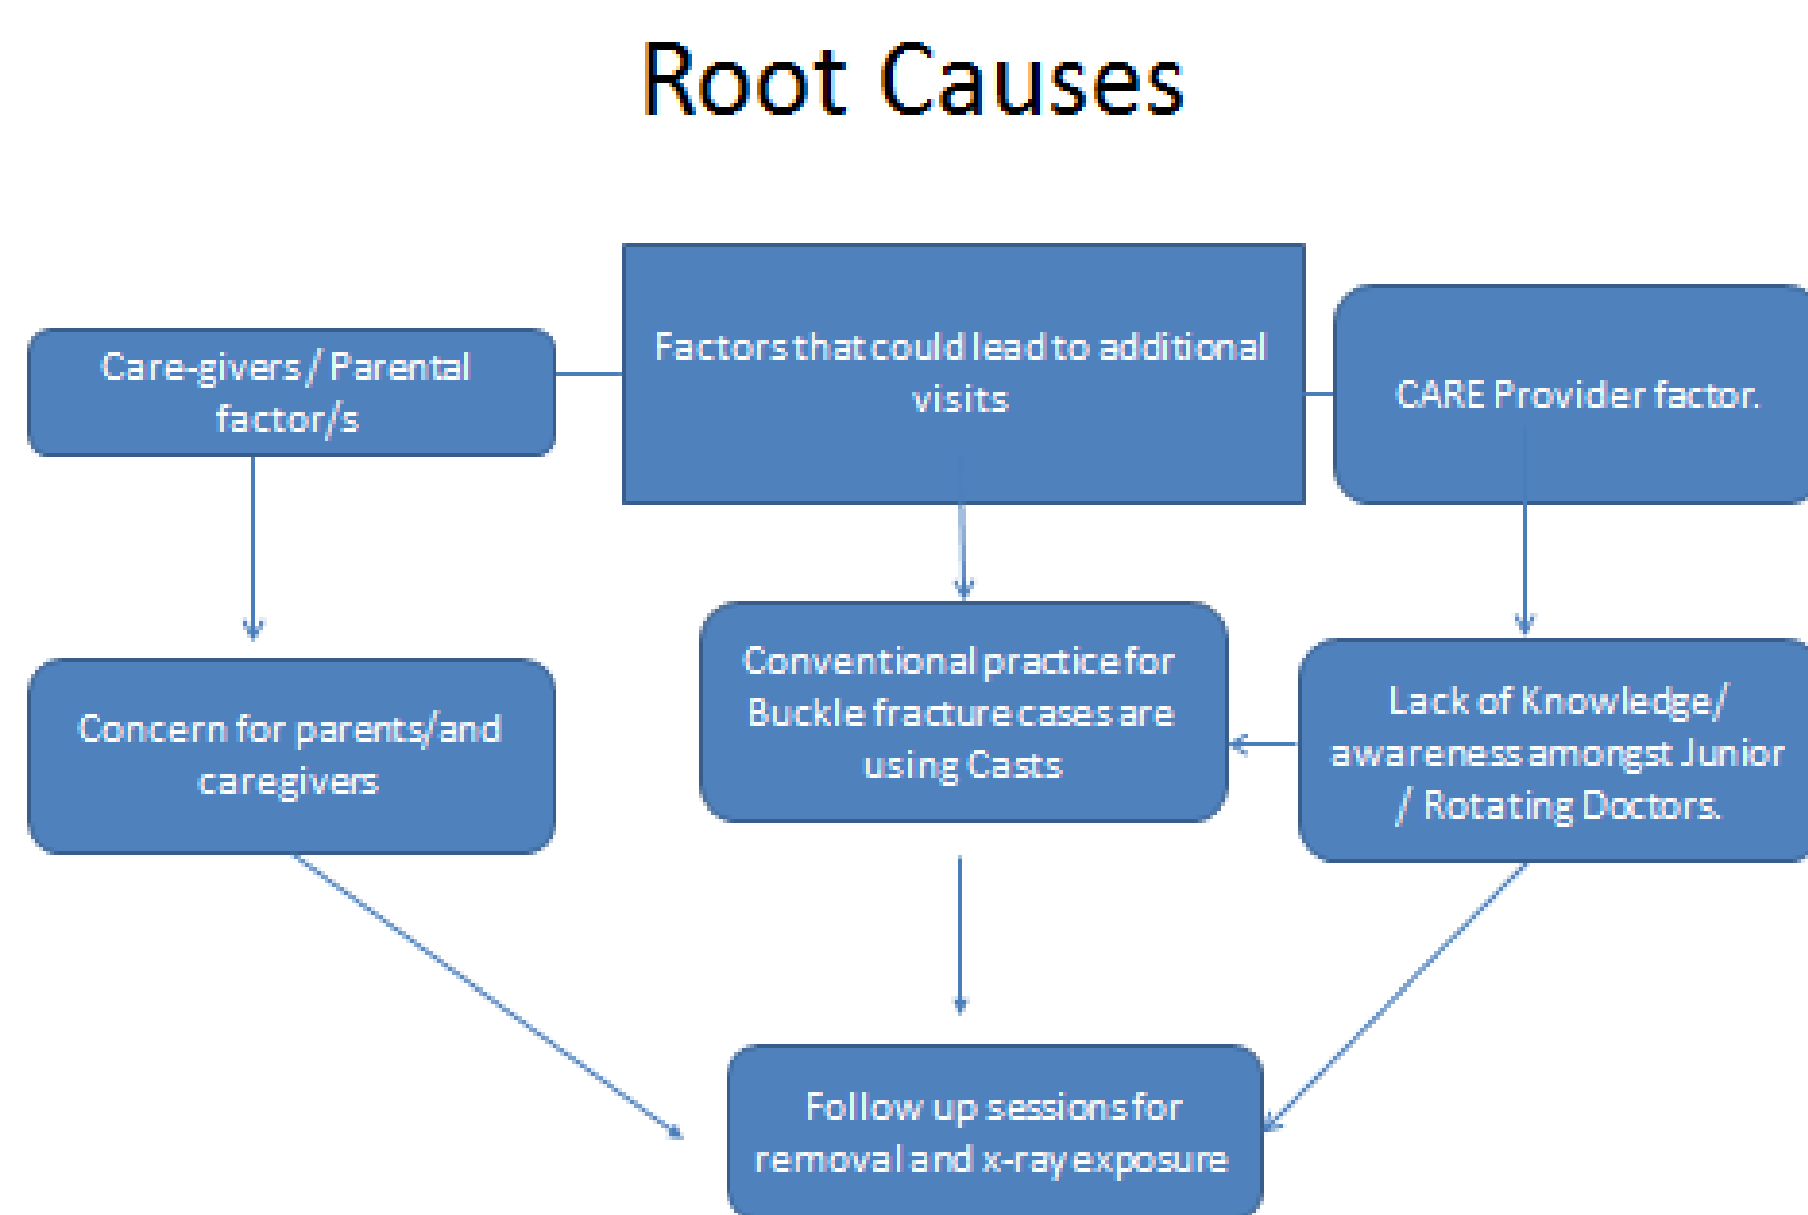 Root Causes
Care-givers / Parental
factor/s
Factors that could lead to additional
visits
CARE Provider factor.
Concern for parents/and
caregivers
Conventional practice for
Buckle fracture cases are
using Casts
Lack of Knowledge/
awareness amongst Junior
/ Rotating Doctors.
Follow up sessions for
removal and x-ray exposure